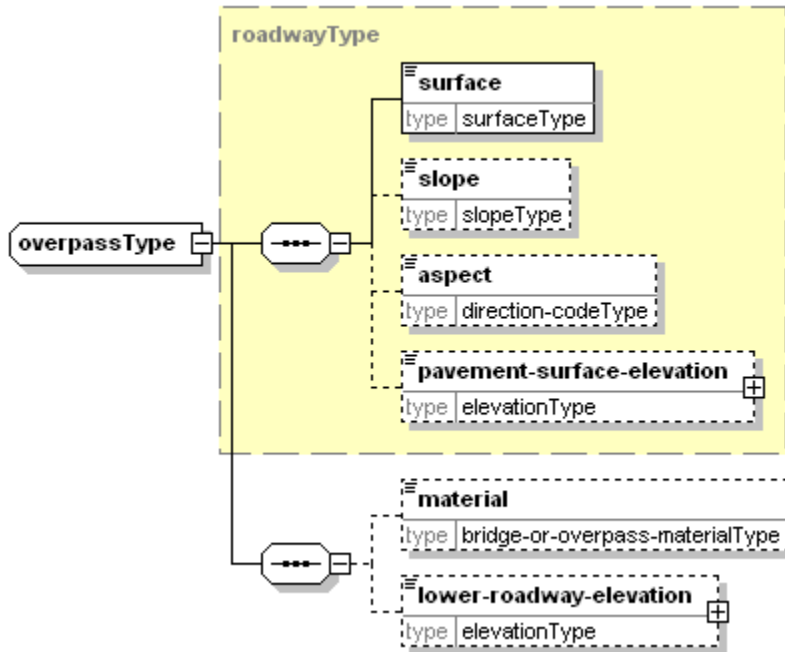 roadwayType
surface
type surfaceType
slope
type slopeType
overpassType
aspect
type direction-codeType
pavement-surface-elevation
type elevationType
material
type bridge-or-overpass-materialType
lower-roadway-elevation
type elevationType